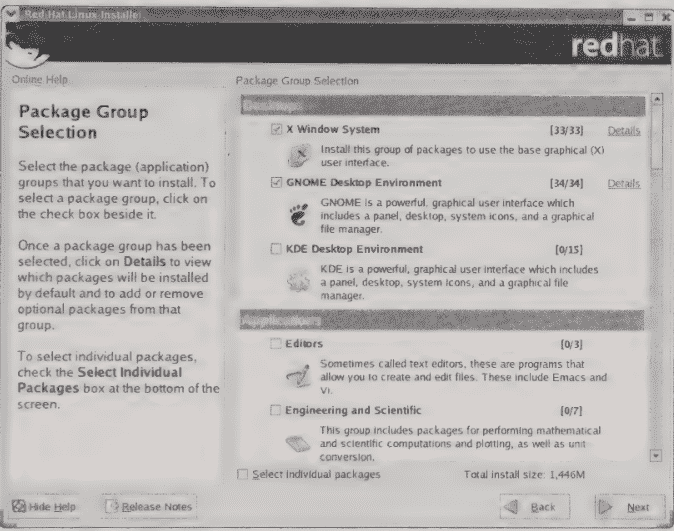 Red Hat Linux Installe
redhat
Online Help
Package Group Selection
Package Group
Selection
Select the package (application)
groups that you want to install. To
select a package group, click on
the check box beside it.
Once a package group has been
selected, click on Details to view
which packages will be installed
by default and to add or remove
optional packages from that
group.
To select individual packages,
check the Select Individual
Packages box at the bottom of the
screen.
Desktops
X Window System [33/33] Details
Install this group of packages to use the base graphical (X)
user interface.
GNOME Desktop Environment [34/34] Details
GNOME is a powerful, graphical user interface which
includes a panel, desktop, system icons, and a graphical
file manager.
KDE Desktop Environment [0/15]
KDE is a powerful, graphical user interface which includes
a panel, desktop, system icons, and a graphical file
manager.
Applications
Editors [0/3]
Sometimes called text editors, these are programs that
allow you to create and edit files. These include Emacs and
Vi.
Engineering and Scientific [0/7]
This group includes packages for performing mathematical
and scientific computations and plotting, as well as unit
conversion.
Select individual packages Total install size: 1,446M
Hide Help Release Notes Back Next